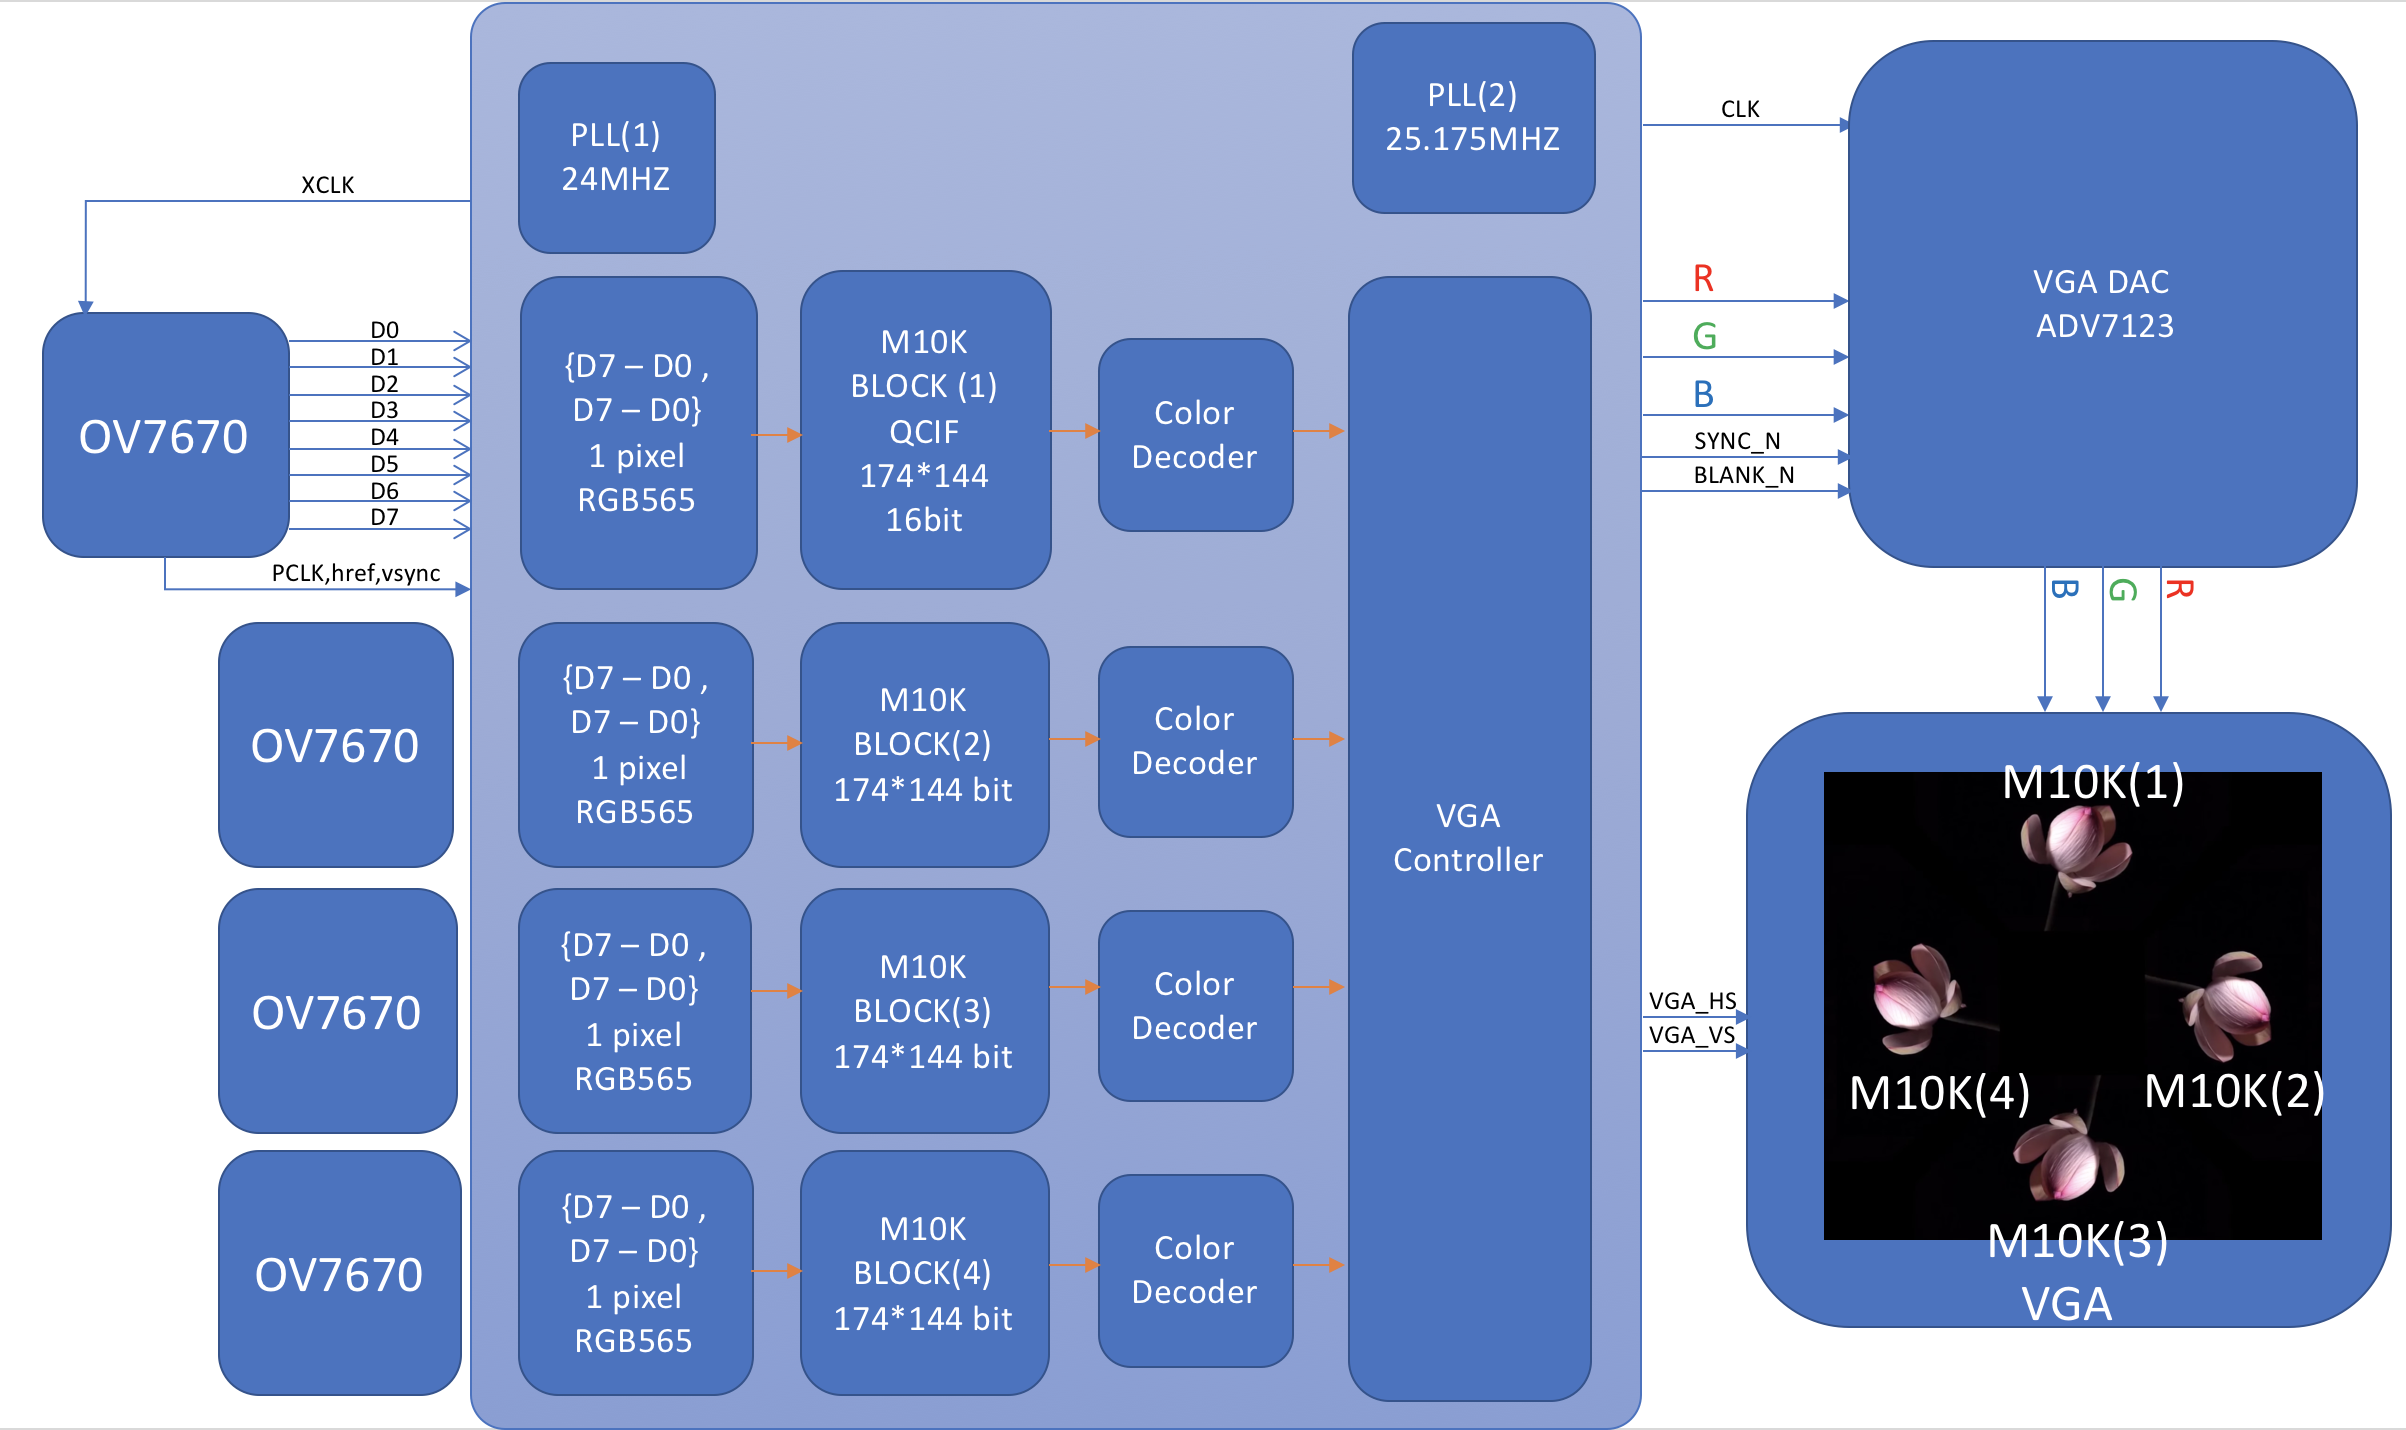 PLL(1)
24MHZ
PLL(2)
25.175MHZ
XCLK
CLK
OV7670
D0
D1
D2
D3
D4
D5
D6
D7
PCLK,href,vsync
{D7 – D0 ,
D7 – D0}
1 pixel
RGB565
M10K
BLOCK (1)
QCIF
174*144
16bit
Color
Decoder
R
G
B
SYNC_N
BLANK_N
VGA DAC
ADV7123
B
G
R
OV7670
{D7 – D0 ,
D7 – D0}
1 pixel
RGB565
M10K
BLOCK(2)
174*144 bit
Color
Decoder
VGA
Controller
OV7670
{D7 – D0 ,
D7 – D0}
1 pixel
RGB565
M10K
BLOCK(3)
174*144 bit
Color
Decoder
VGA_HS
VGA_VS
OV7670
{D7 – D0 ,
D7 – D0}
1 pixel
RGB565
M10K
BLOCK(4)
174*144 bit
Color
Decoder
M10K(1)
M10K(4)
M10K(2)
M10K(3)
VGA